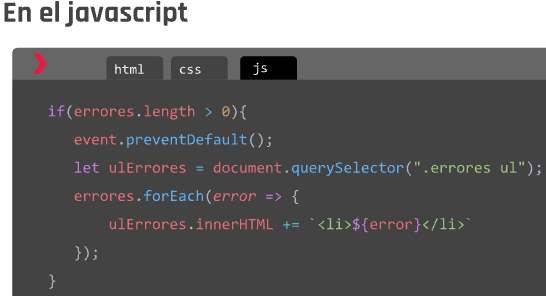 En el javascript
html css js
if(errores.length > 0){
event.preventDefault();
let ulErrores = document.querySelector(".errores ul");
errores.forEach(error => {
ulErrores.innerHTML += `<li>${error}</li>`
});
}